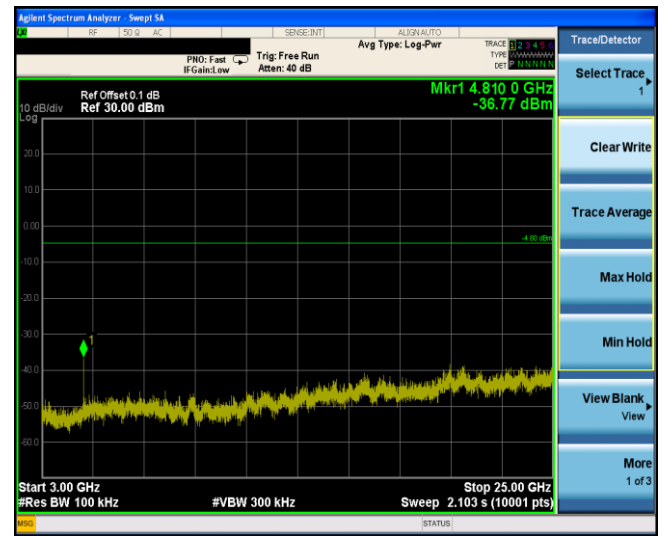 Agilent Spectrum Analyzer - Swept SA
RF 50 Ω AC SENSE:INT ALIGN AUTO
Avg Type: Log-Pwr
TRACE 1 2 3 4 5 6
TYPE
DET P N N N N N
PNO: Fast Trig: Free Run
IFGain:Low Atten: 40 dB
Mkr1 4.810 0 GHz
-36.77 dBm
Ref Offset 0.1 dB
10 dB/div Ref 30.00 dBm
Log
20.0
10.0
0.00
-4.80 dBm
-10.0
-20.0
-30.0
1
-40.0
-50.0
-60.0
Start 3.00 GHz Stop 25.00 GHz
#Res BW 100 kHz #VBW 300 kHz Sweep 2.103 s (10001 pts)
MSG STATUS
Trace/Detector
Select Trace
1
Clear Write
Trace Average
Max Hold
Min Hold
View Blank
View
More
1 of 3